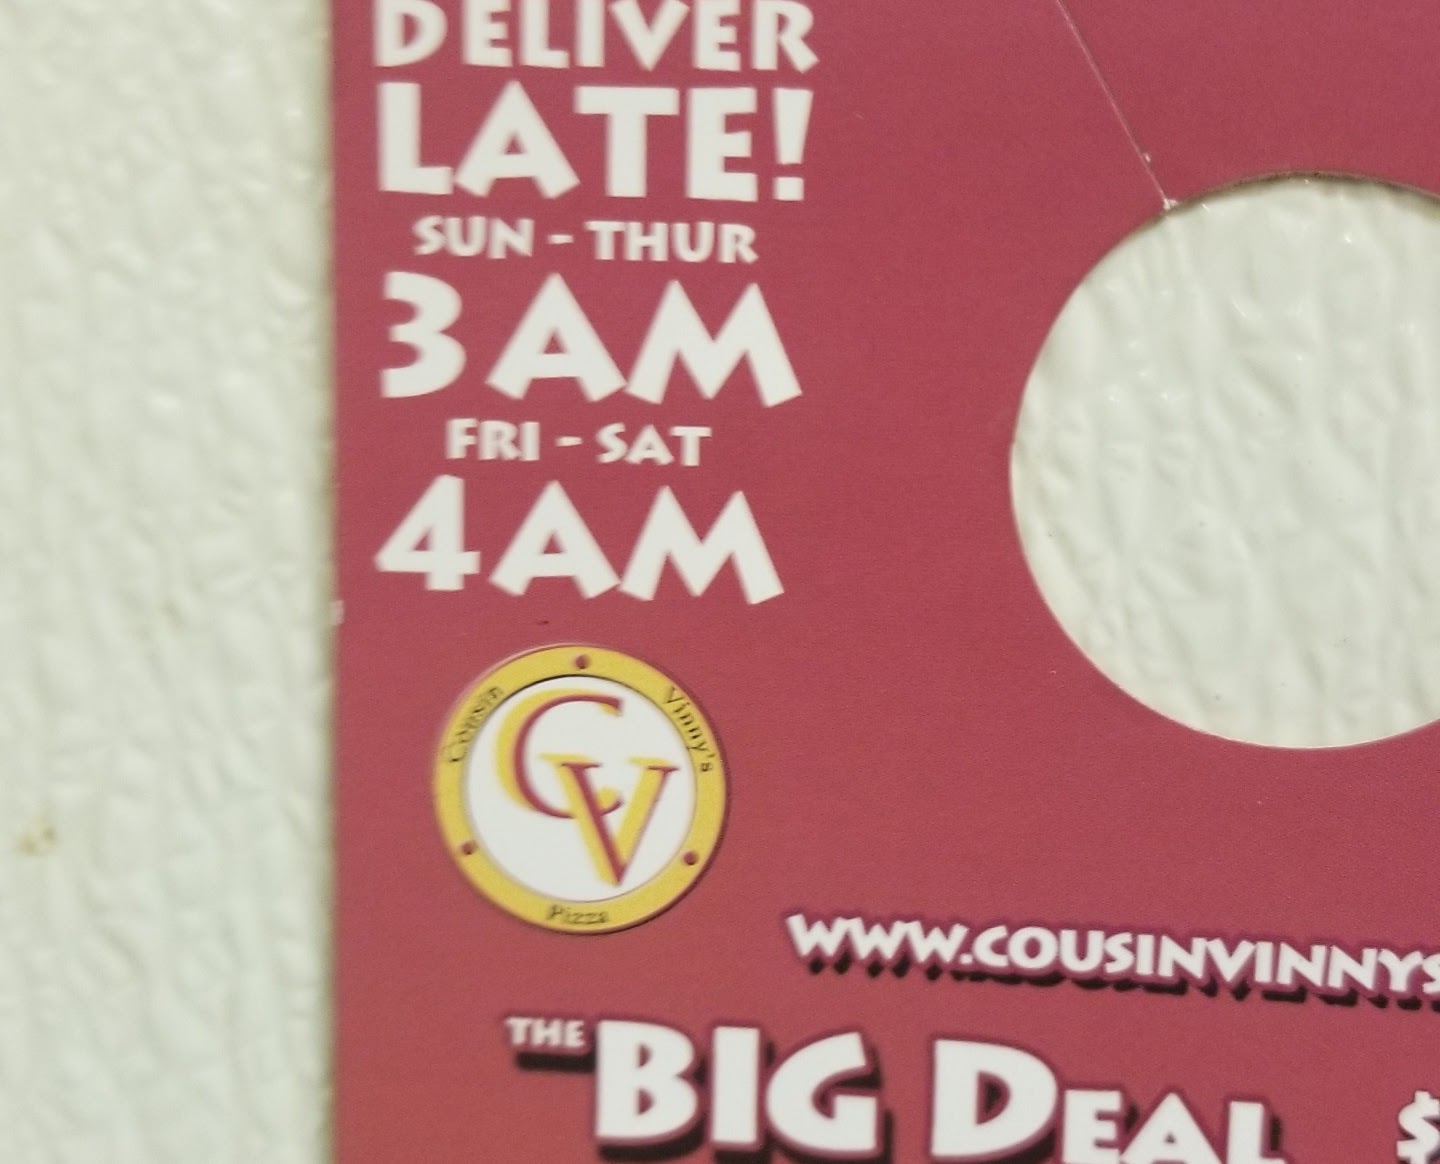 DELIVER
LATE!
SUN - THUR
3AM
FRI - SAT
4AM
Cousin Vinny's
CV
Pizza
WWW.COUSINVINNYS
THE BIG DEAL $